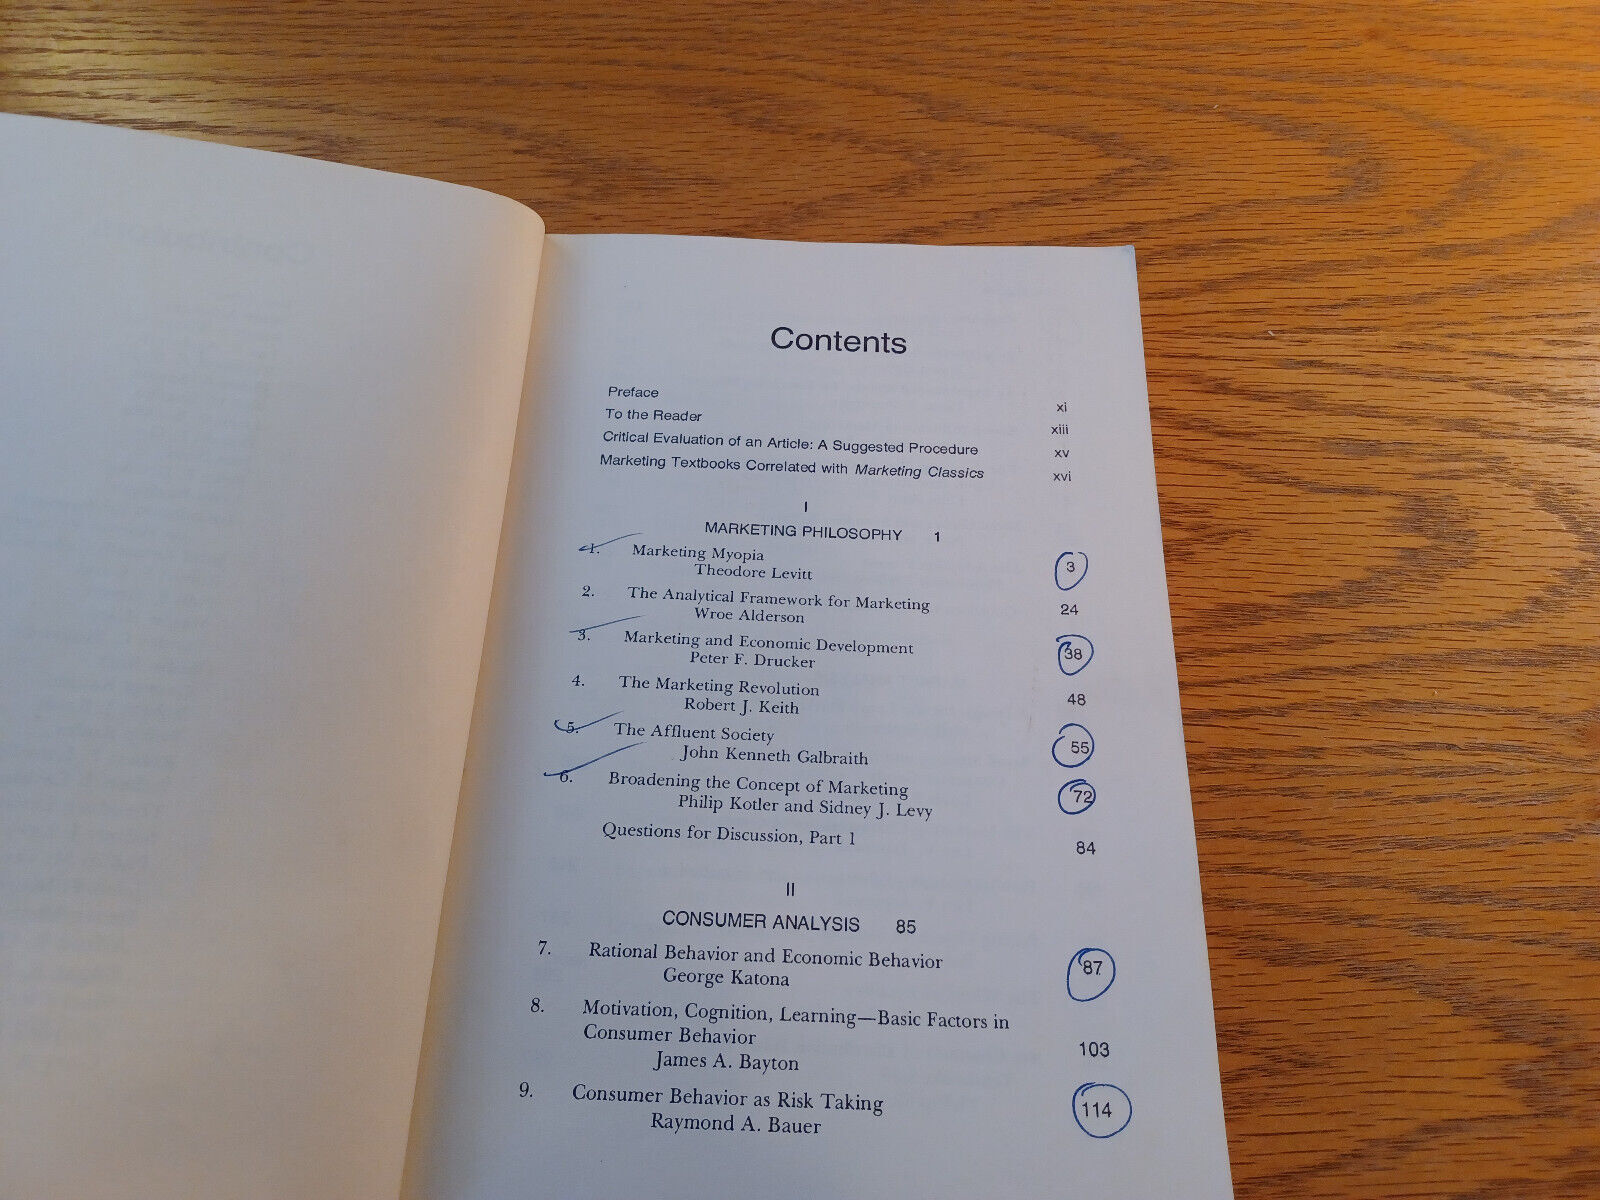 Contents
Preface xi
To the Reader xiii
Critical Evaluation of an Article: A Suggested Procedure xv
Marketing Textbooks Correlated with Marketing Classics xvi
I
MARKETING PHILOSOPHY 1
1. Marketing Myopia 3
Theodore Levitt
2. The Analytical Framework for Marketing 24
Wroe Alderson
3. Marketing and Economic Development 38
Peter F. Drucker
4. The Marketing Revolution 48
Robert J. Keith
5. The Affluent Society 55
John Kenneth Galbraith
6. Broadening the Concept of Marketing 72
Philip Kotler and Sidney J. Levy
Questions for Discussion, Part 1 84
II
CONSUMER ANALYSIS 85
7. Rational Behavior and Economic Behavior 87
George Katona
8. Motivation, Cognition, Learning—Basic Factors in
Consumer Behavior 103
James A. Bayton
9. Consumer Behavior as Risk Taking 114
Raymond A. Bauer